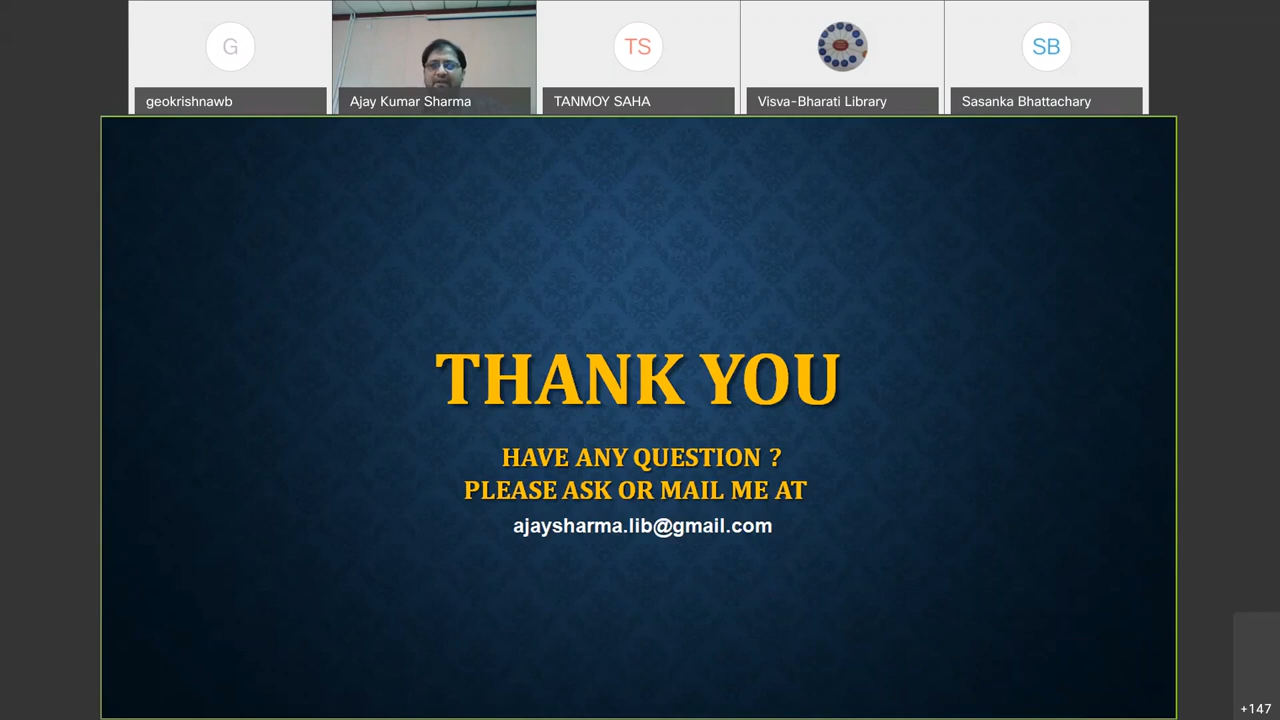 G
TS
SB
geokrishnawb
Ajay Kumar Sharma
TANMOY SAHA
Visva-Bharati Library
Sasanka Bhattachary
THANK YOU
HAVE ANY QUESTION ?
PLEASE ASK OR MAIL ME AT
ajaysharma.lib@gmail.com
+147